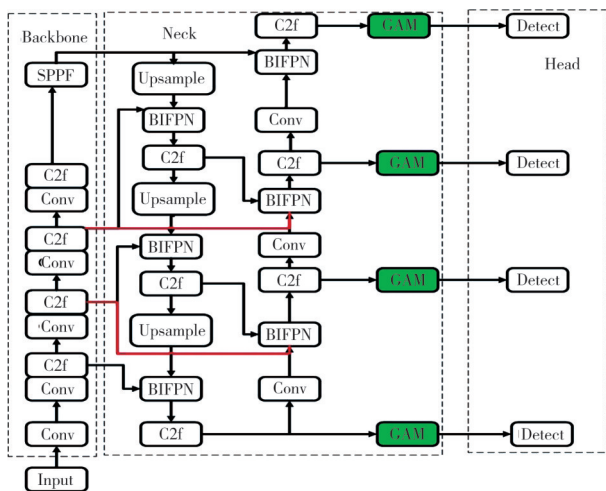 Backbone
SPPF
C2f
Conv
C2f
Conv
C2f
Conv
C2f
Conv
Conv
Input
Neck
Upsample
BIFPN
C2f
Upsample
BIFPN
C2f
Upsample
BIFPN
C2f
C2f
BIFPN
Conv
C2f
BIFPN
Conv
C2f
BIFPN
Conv
GAM
GAM
GAM
GAM
Head
Detect
Detect
Detect
Detect